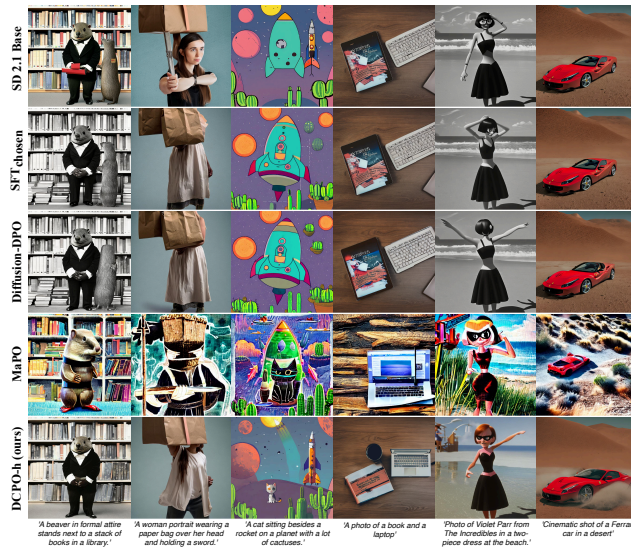 SD 2.1 Base
SFT chosen
Diffusion-DPO
MaPO
DCPO-h (ours)
'A beaver in formal attire
stands next to a stack of
books in a library.'
'A woman portrait wearing a
paper bag over her head
and holding a sword.'
'A cat sitting besides a
rocket on a planet with a lot
of cactuses.'
'A photo of a book and a
laptop'
'Photo of Violet Parr from
The Incredibles in a two-
piece dress at the beach.'
'Cinematic shot of a Ferrar
car in a desert'